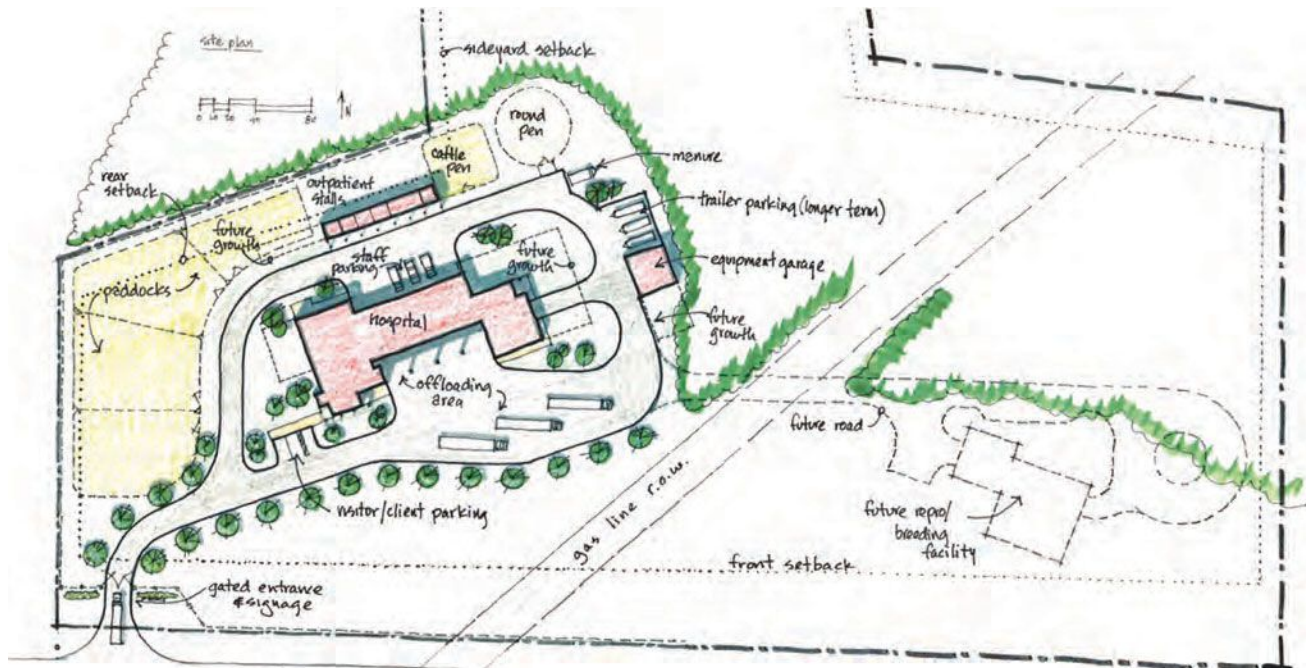 site plan
N
sideyard setback
round
pen
cattle
pen
manure
rear
setback
outpatient
stalls
trailer parking (longer term)
future
growth
staff
parking
future
growth
equipment garage
paddocks
hospital
future
growth
offloading
area
future road
visitor/client parking
gas line r.o.w.
future repro/
breeding
facility
front setback
gated entrance
& signage